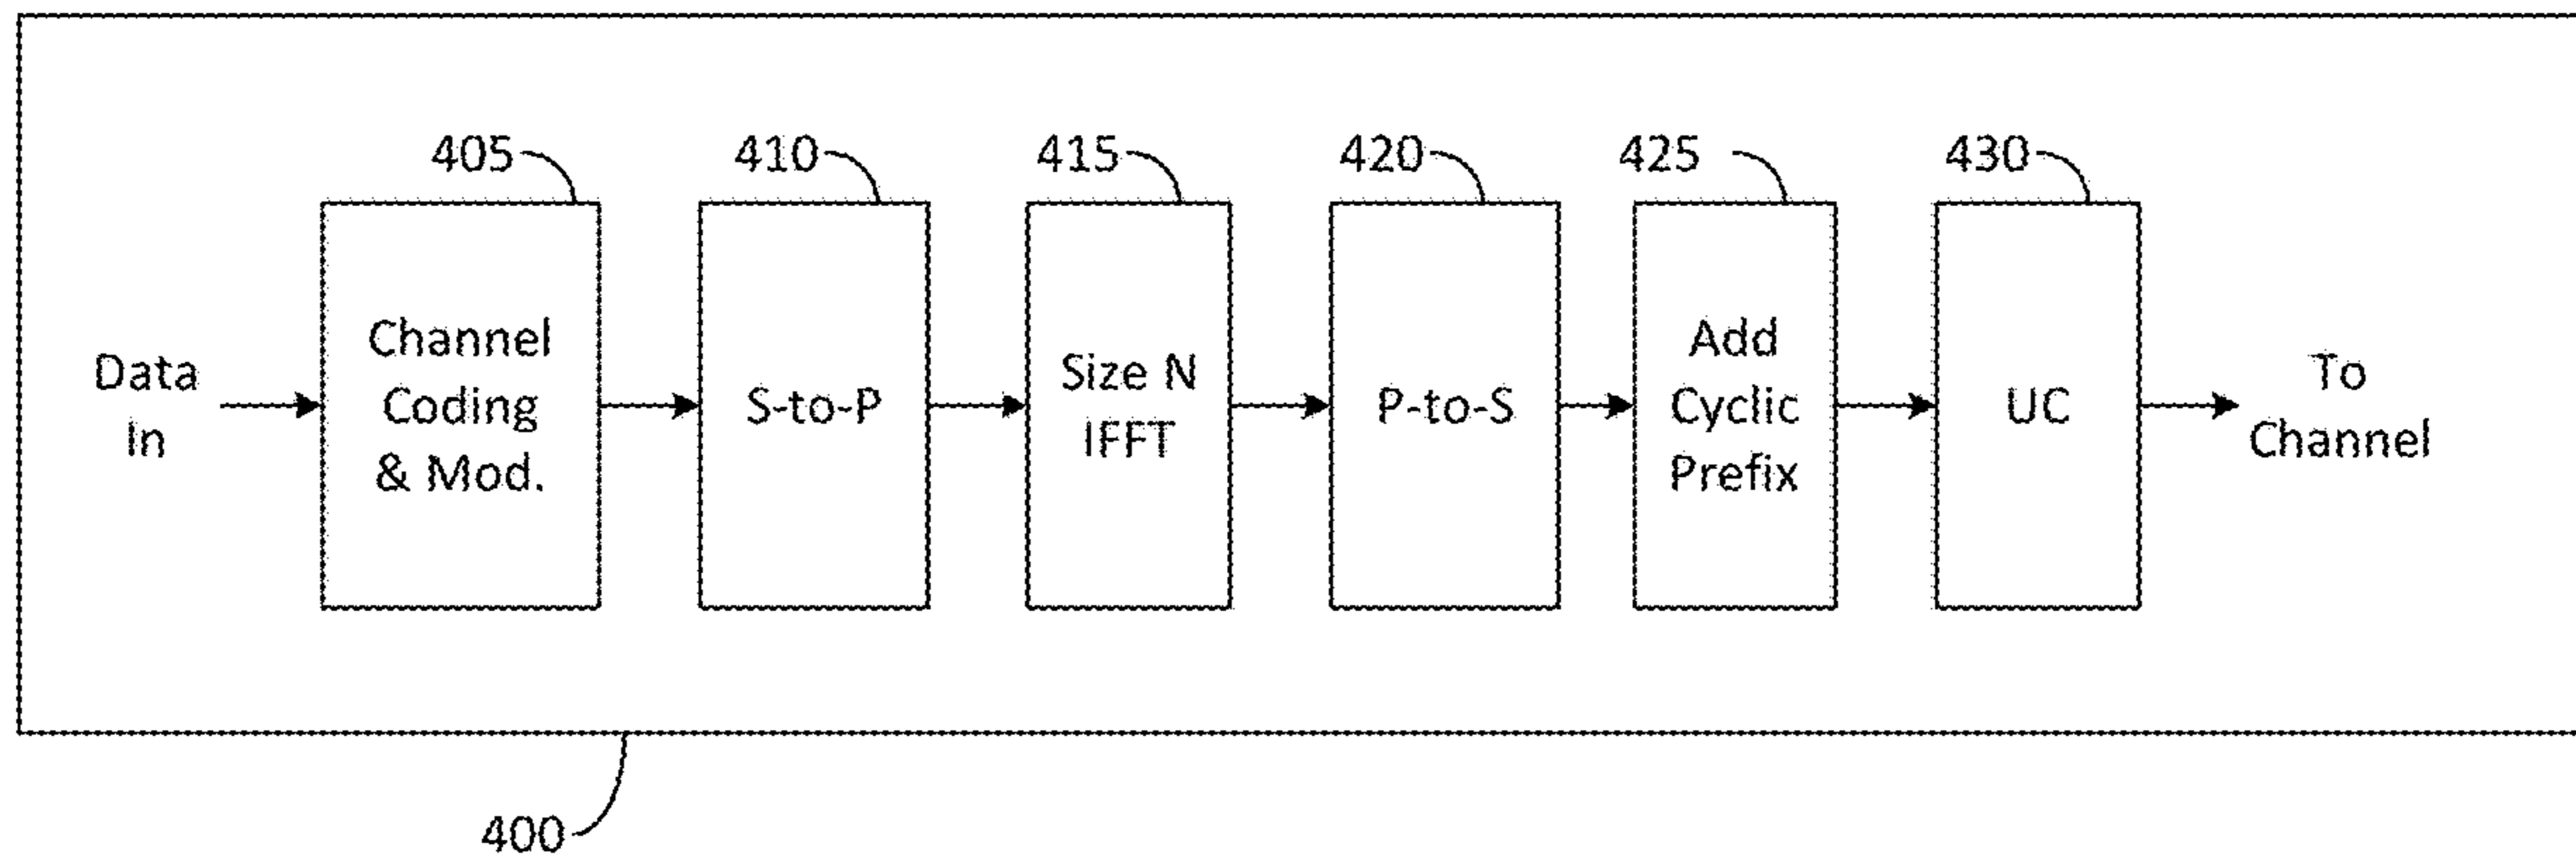 405
410
415
420
425
430
Data
In
Channel
Coding
& Mod.
S-to-P
Size N
IFFT
P-to-S
Add
Cyclic
Prefix
UC
To
Channel
400